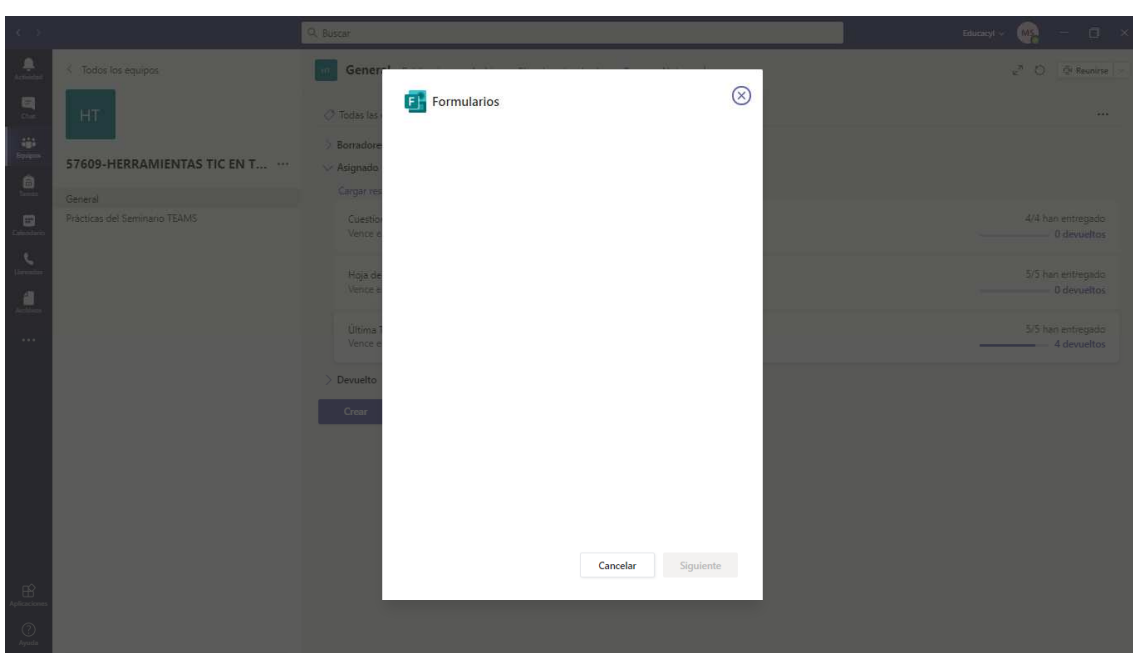 Buscar
Educacyl
MS
Actividad
Chat
Equipos
Tareas
Calendario
Llamadas
Archivos
Aplicaciones
Ayuda
Todos los equipos
HT
57609-HERRAMIENTAS TIC EN T... ...
General
Prácticas del Seminario TEAMS
General
Reunirse
Todas las
Asignado
Cargar
Vence
Hoja de
Vence
Última
Vence
Devuelto
Crear
4/4 han entregado
0 devueltos
5/5 han entregado
0 devueltos
5/5 han entregado
4 devueltos
Formularios
Cancelar
Siguiente